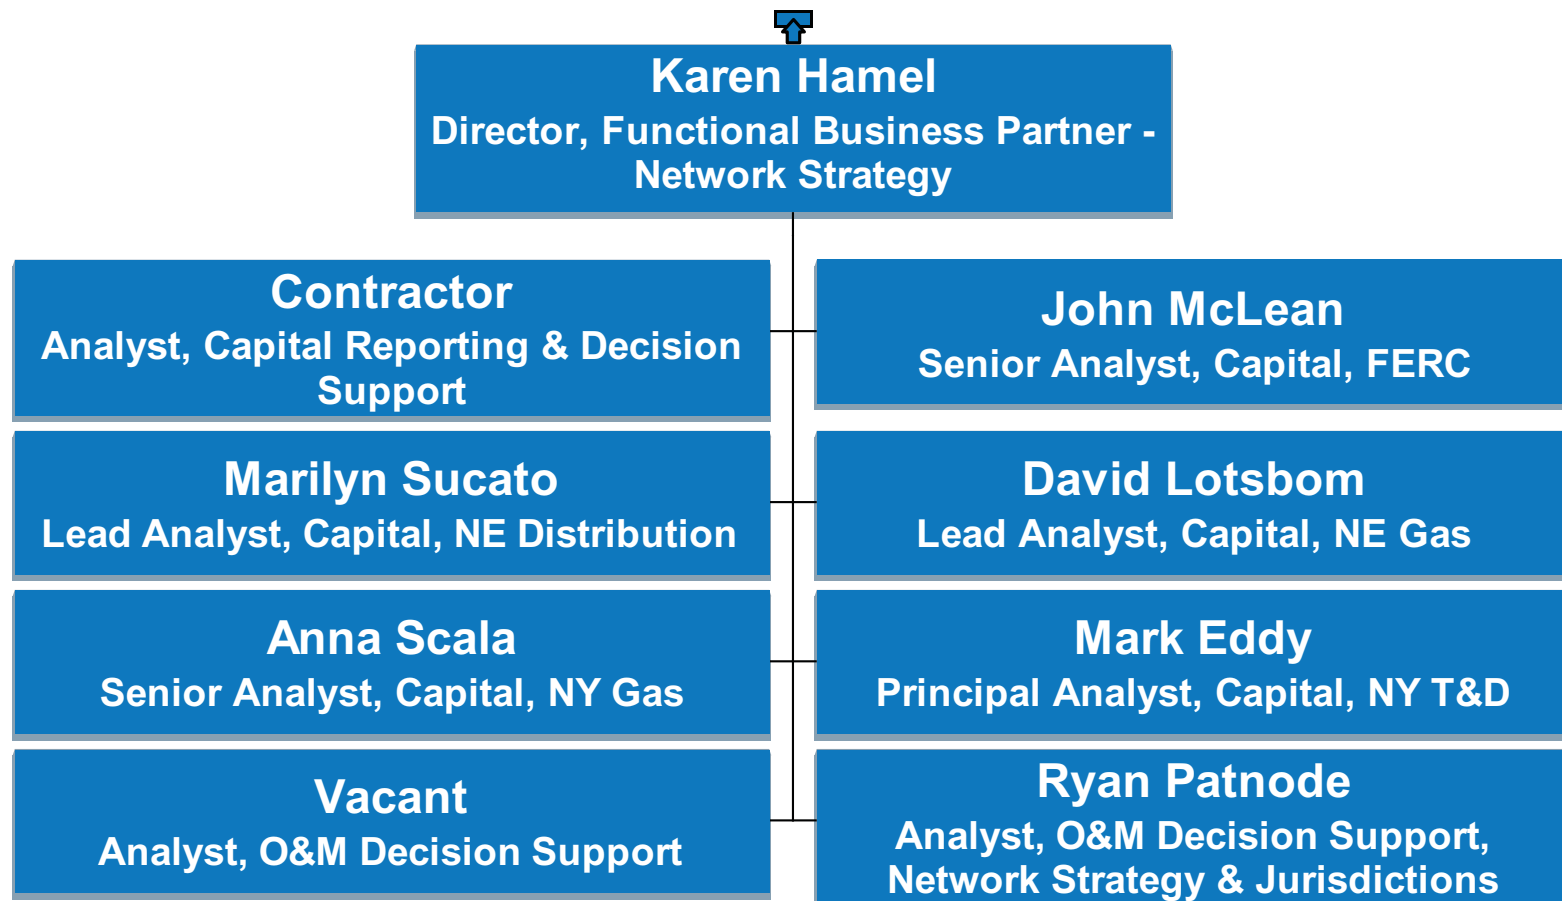 Karen Hamel
Director, Functional Business Partner -
Network Strategy
Contractor
Analyst, Capital Reporting & Decision
Support
John McLean
Senior Analyst, Capital, FERC
Marilyn Sucato
Lead Analyst, Capital, NE Distribution
David Lotsbom
Lead Analyst, Capital, NE Gas
Anna Scala
Senior Analyst, Capital, NY Gas
Mark Eddy
Principal Analyst, Capital, NY T&D
Vacant
Analyst, O&M Decision Support
Ryan Patnode
Analyst, O&M Decision Support,
Network Strategy & Jurisdictions